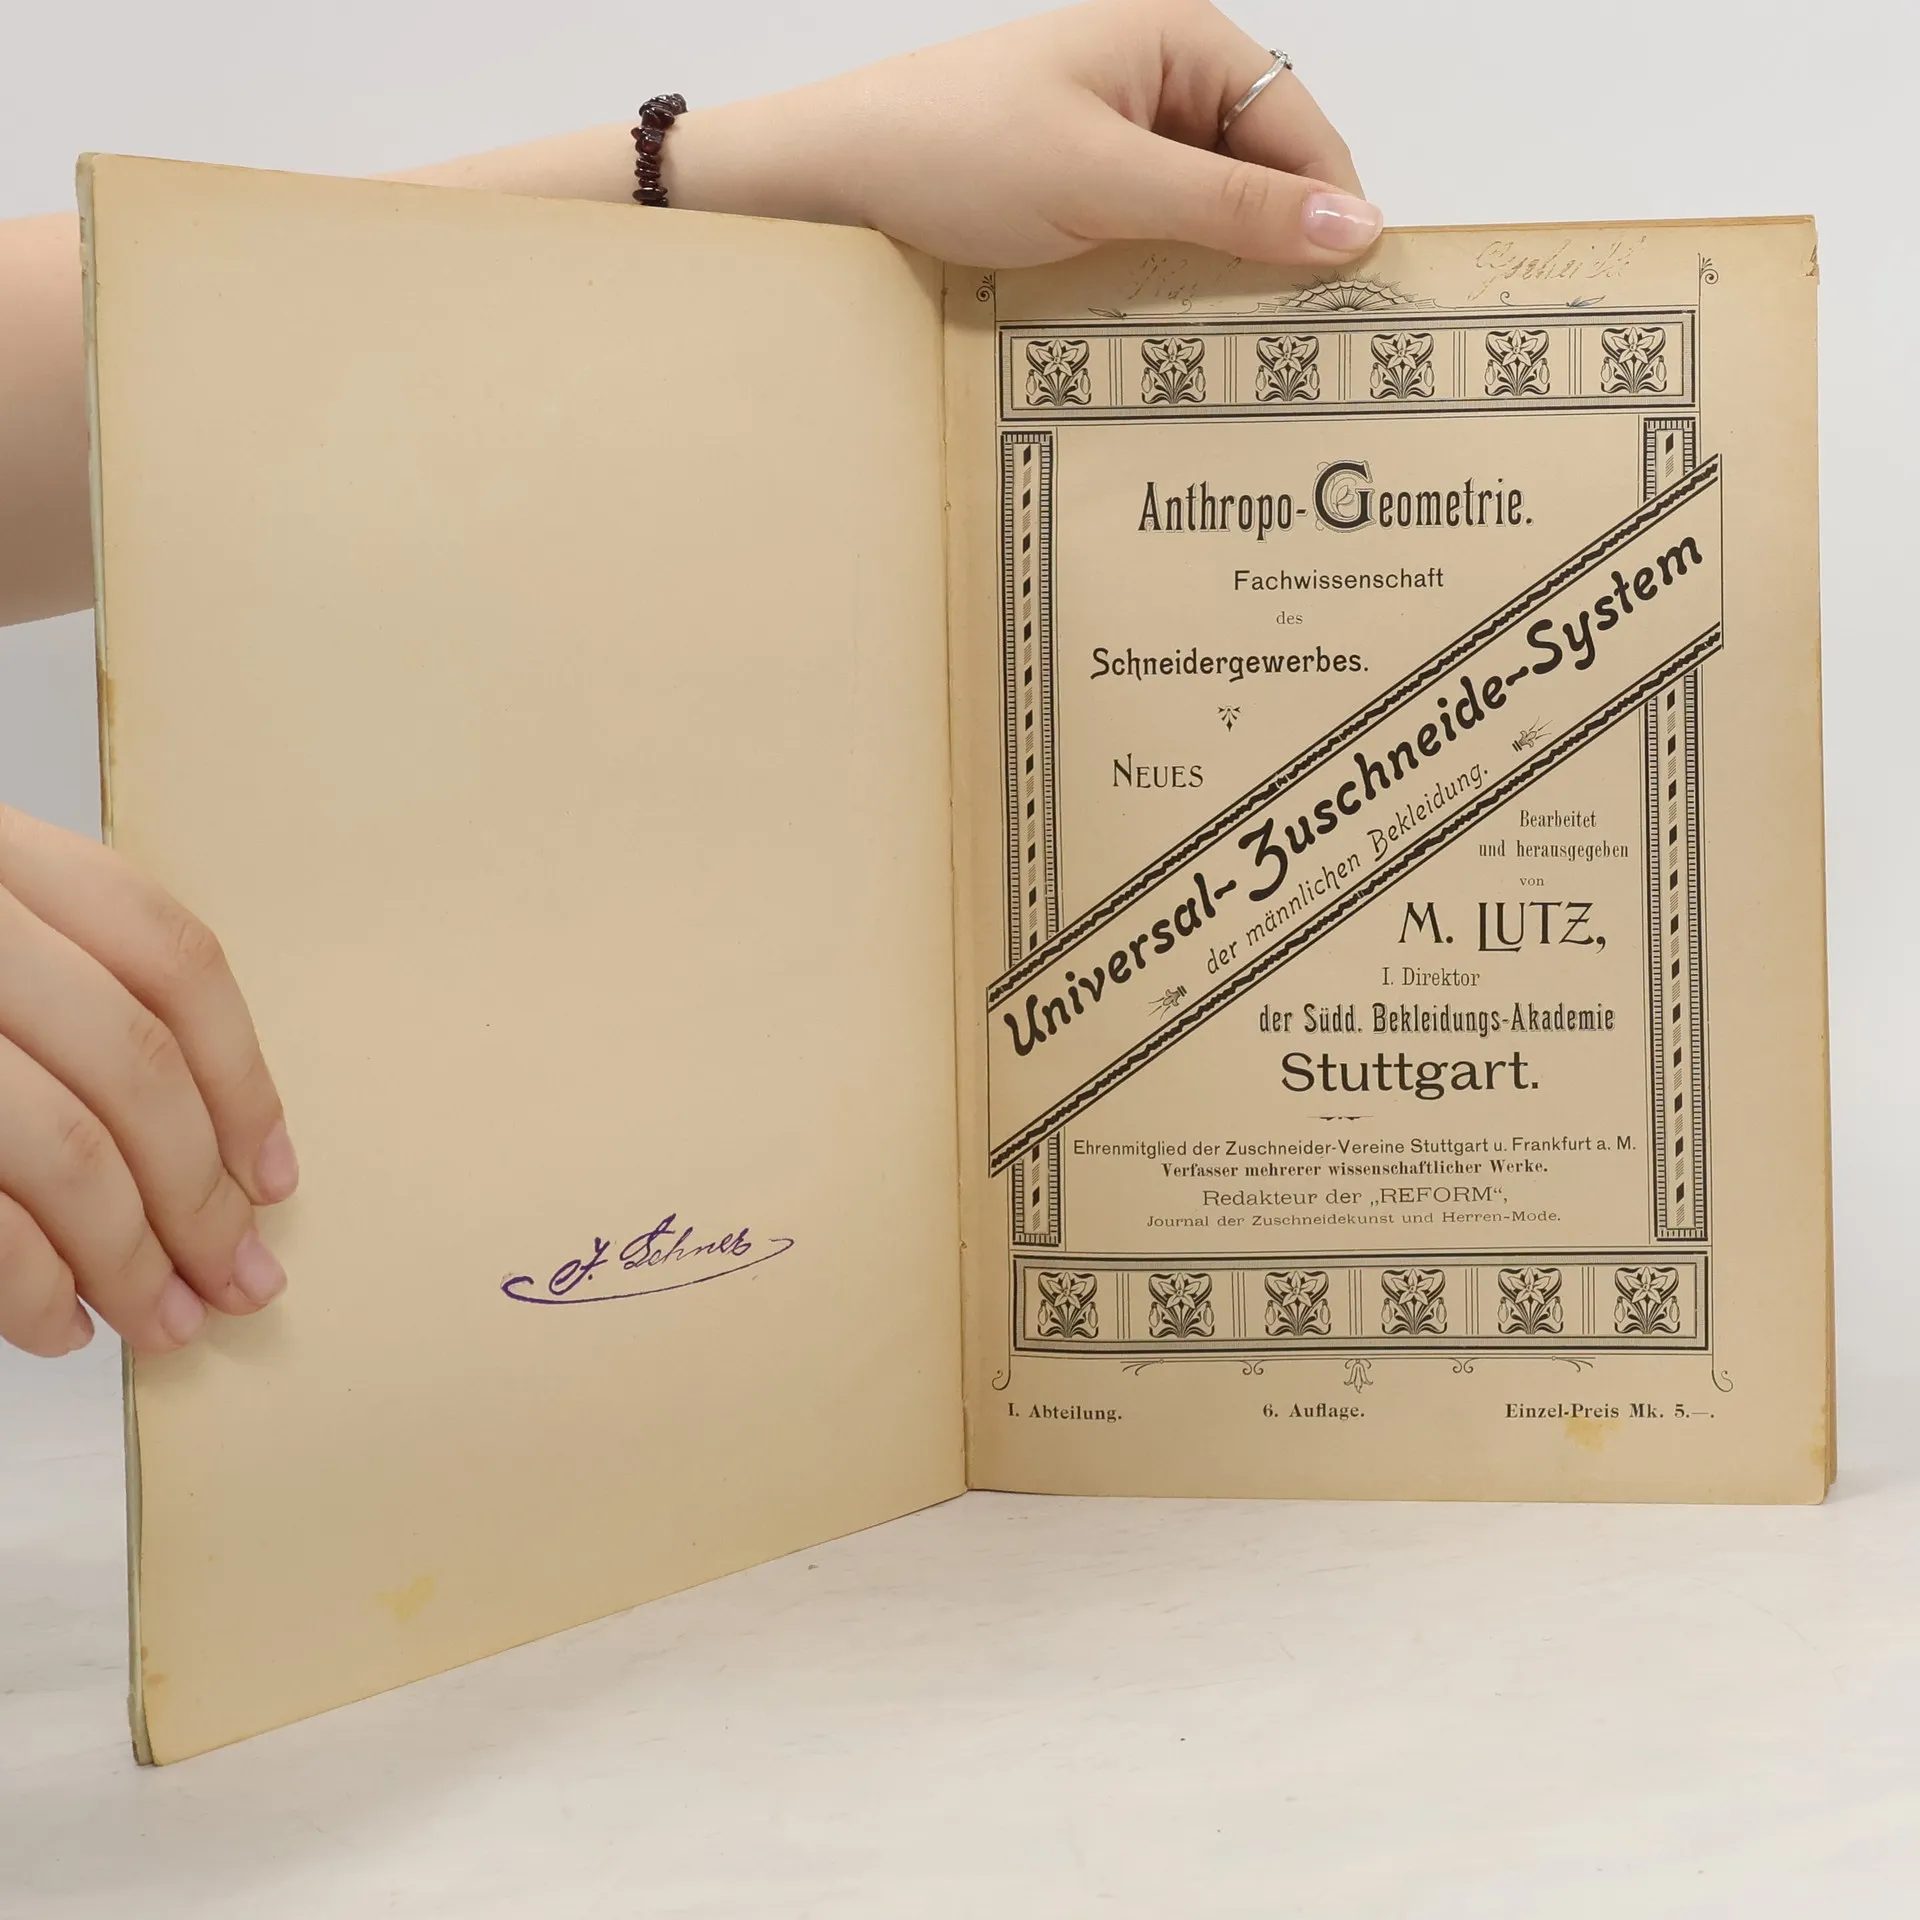 J. Lehner
Anthropo-Geometrie.
Fachwissenschaft
des
Schneidergewerbes.
NEUES
Universal-Zuschneide-System
der männlichen Bekleidung.
Bearbeitet
und herausgegeben
von
M. LUTZ,
I. Direktor
der Südd. Bekleidungs-Akademie
Stuttgart.
Ehrenmitglied der Zuschneider-Vereine Stuttgart u. Frankfurt a. M.
Verfasser mehrerer wissenschaftlicher Werke.
Redakteur der „REFORM“,
Journal der Zuschneidekunst und Herren-Mode.
I. Abteilung. 6. Auflage. Einzel-Preis Mk. 5.—.